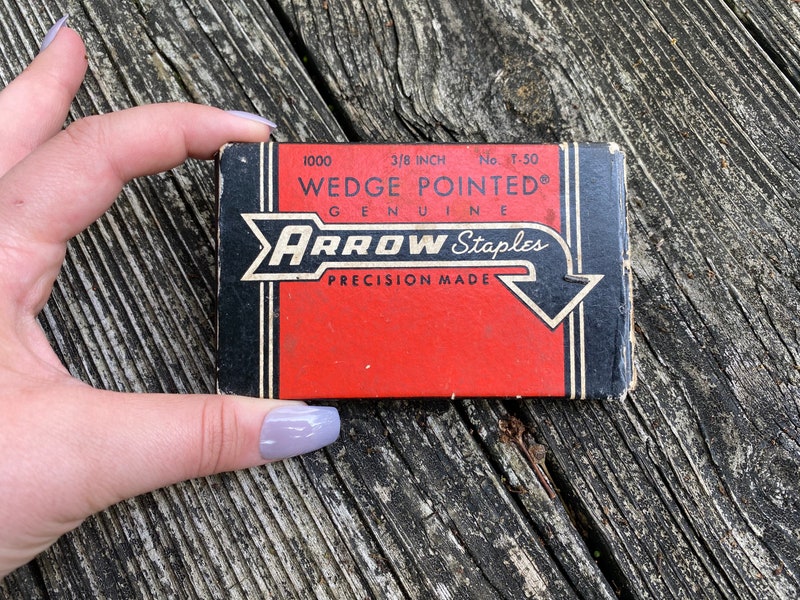 1000 3/8 INCH No. T-50
WEDGE POINTED®
GENUINE
ARROW Staples
PRECISION MADE